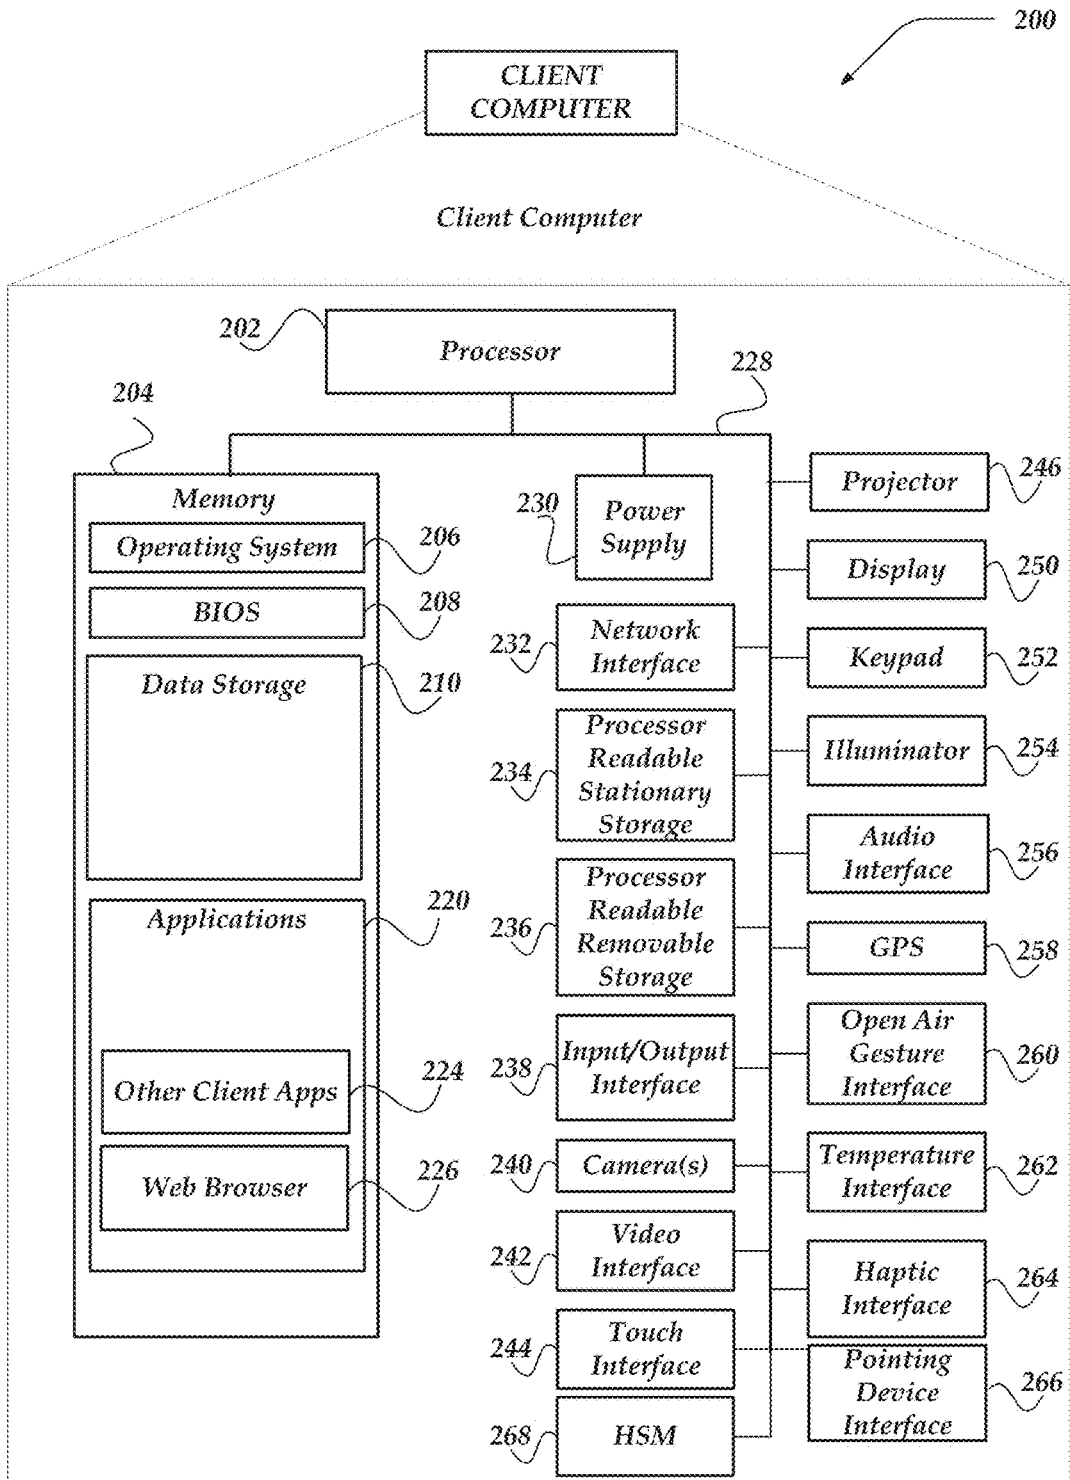 200
CLIENT
COMPUTER
Client Computer
202
Processor
228
204
Memory
Operating System
206
BIOS
208
Data Storage
210
Applications
220
Other Client Apps
224
Web Browser
226
230
Power
Supply
232
Network
Interface
234
Processor
Readable
Stationary
Storage
236
Processor
Readable
Removable
Storage
238
Input/Output
Interface
240
Camera(s)
242
Video
Interface
244
Touch
Interface
268
HSM
Projector
246
Display
250
Keypad
252
Illuminator
254
Audio
Interface
256
GPS
258
Open Air
Gesture
Interface
260
Temperature
Interface
262
Haptic
Interface
264
Pointing
Device
Interface
266